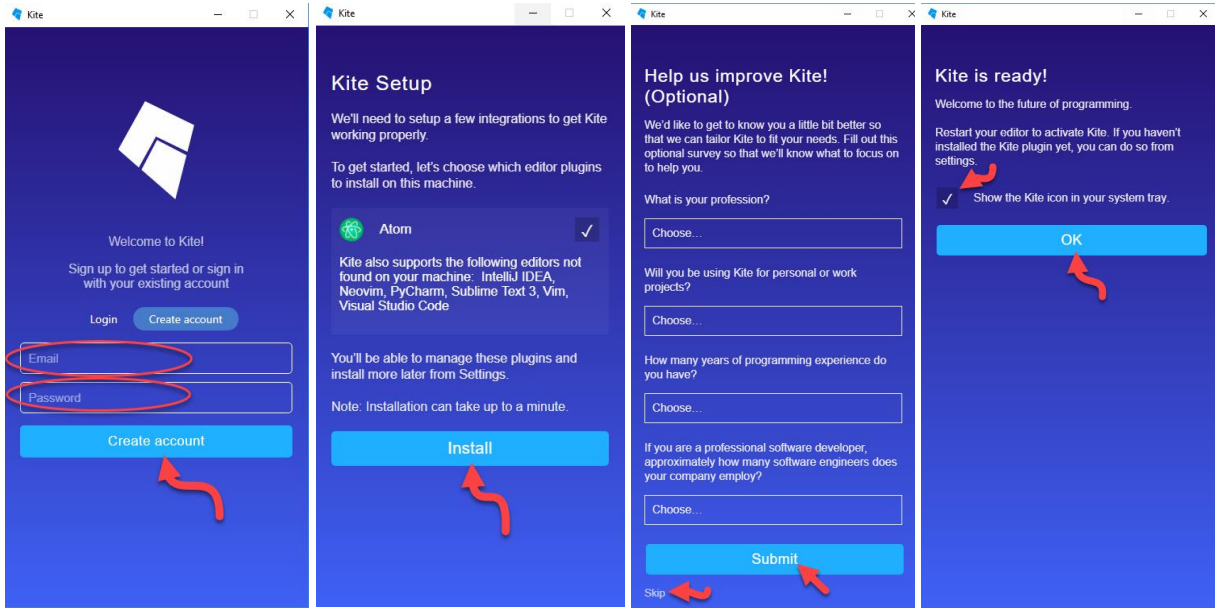 Kite
Welcome to Kite!
Sign up to get started or sign in
with your existing account
Login
Create account
Email
Password
Create account
Kite
Kite Setup
We'll need to setup a few integrations to get Kite
working properly.
To get started, let's choose which editor plugins
to install on this machine.
Atom
Kite also supports the following editors not
found on your machine: IntelliJ IDEA,
Neovim, PyCharm, Sublime Text 3, Vim,
Visual Studio Code
You'll be able to manage these plugins and
install more later from Settings.
Note: Installation can take up to a minute.
Install
Kite
Help us improve Kite!
(Optional)
We'd like to get to know you a little bit better so
that we can tailor Kite to fit your needs. Fill out this
optional survey so that we'll know what to focus on
to help you.
What is your profession?
Choose...
Will you be using Kite for personal or work
projects?
Choose...
How many years of programming experience do
you have?
Choose...
If you are a professional software developer,
approximately how many software engineers does
your company employ?
Choose...
Submit
Skip
Kite
Kite is ready!
Welcome to the future of programming.
Restart your editor to activate Kite. If you haven't
installed the Kite plugin yet, you can do so from
settings.
Show the Kite icon in your system tray.
OK